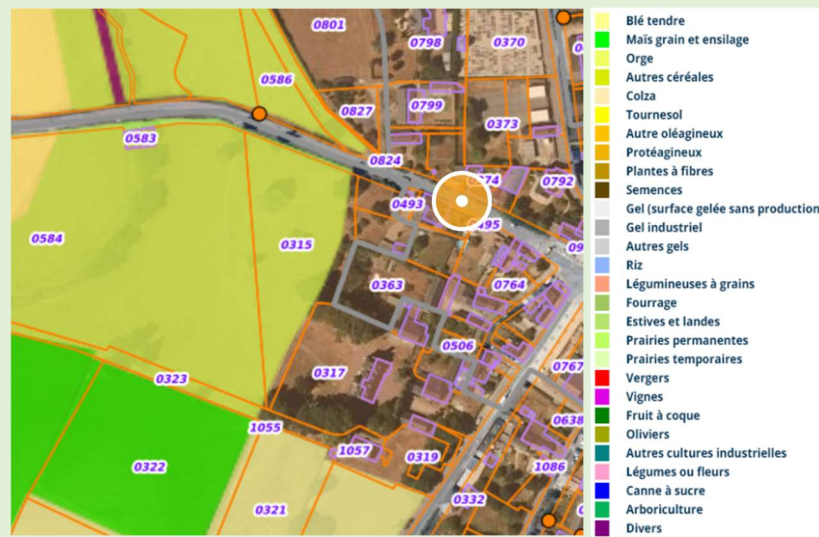 0801
0798
0370
0586
0827
0799
0373
0583
0824
0374
0792
0493
0495
0584
0315
0363
0764
0506
0317
0767
0323
1055
0638
0322
1057
0319
1086
0321
0332
Blé tendre
Maïs grain et ensilage
Orge
Autres céréales
Colza
Tournesol
Autre oléagineux
Protéagineux
Plantes à fibres
Semences
Gel (surface gelée sans production
Gel industriel
Autres gels
Riz
Légumineuses à grains
Fourrage
Estives et landes
Prairies permanentes
Prairies temporaires
Vergers
Vignes
Fruit à coque
Oliviers
Autres cultures industrielles
Légumes ou fleurs
Canne à sucre
Arboriculture
Divers